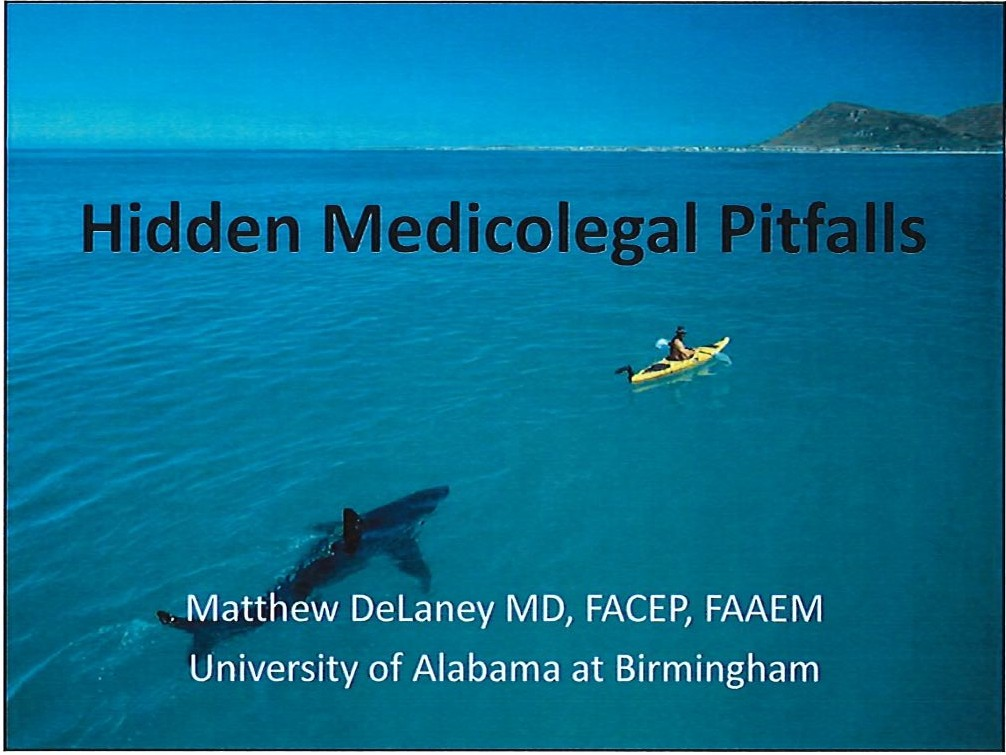 Hidden Medicolegal Pitfalls
Matthew DeLaney MD, FACEP, FAAEM
University of Alabama at Birmingham